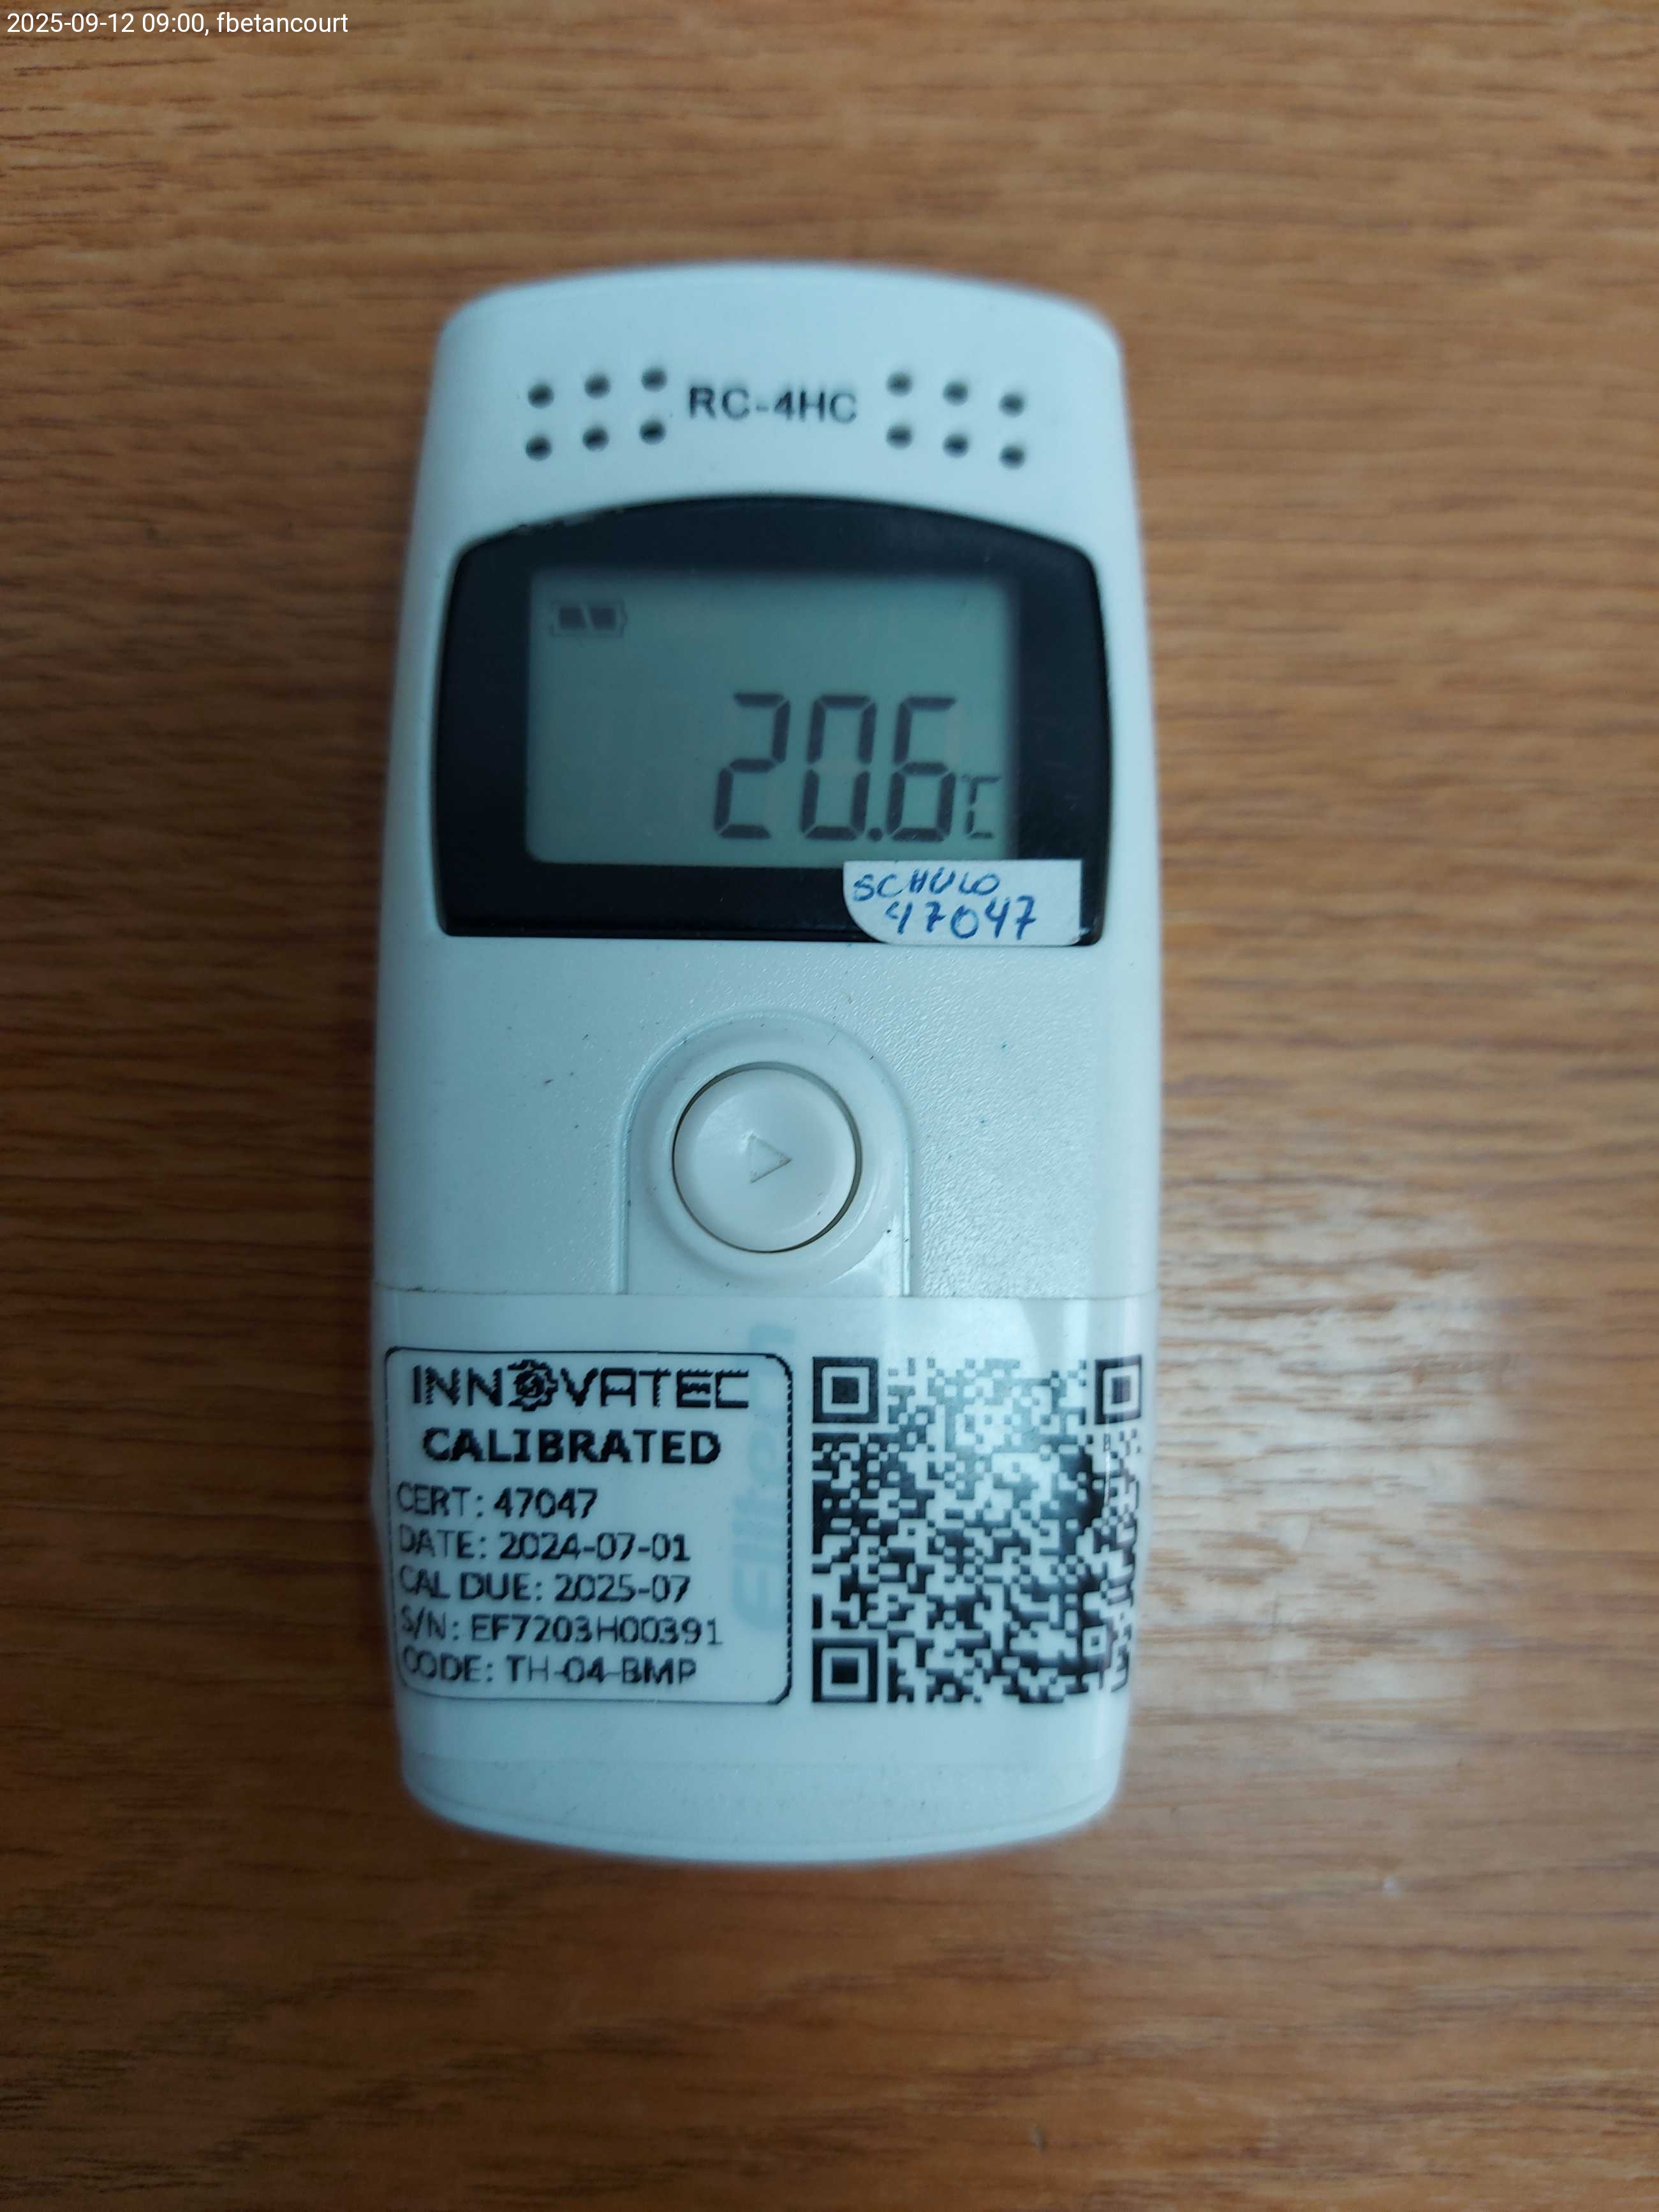 2025-09-12 09:00, fbetancourt
RC-4HC
20.6°C
SCHULO
47047
INNOVATEC
CALIBRATED
CERT: 47047
DATE: 2024-07-01
CAL DUE: 2025-07
S/N: EF7203H00391
CODE: TH-04-BMP
Elitech